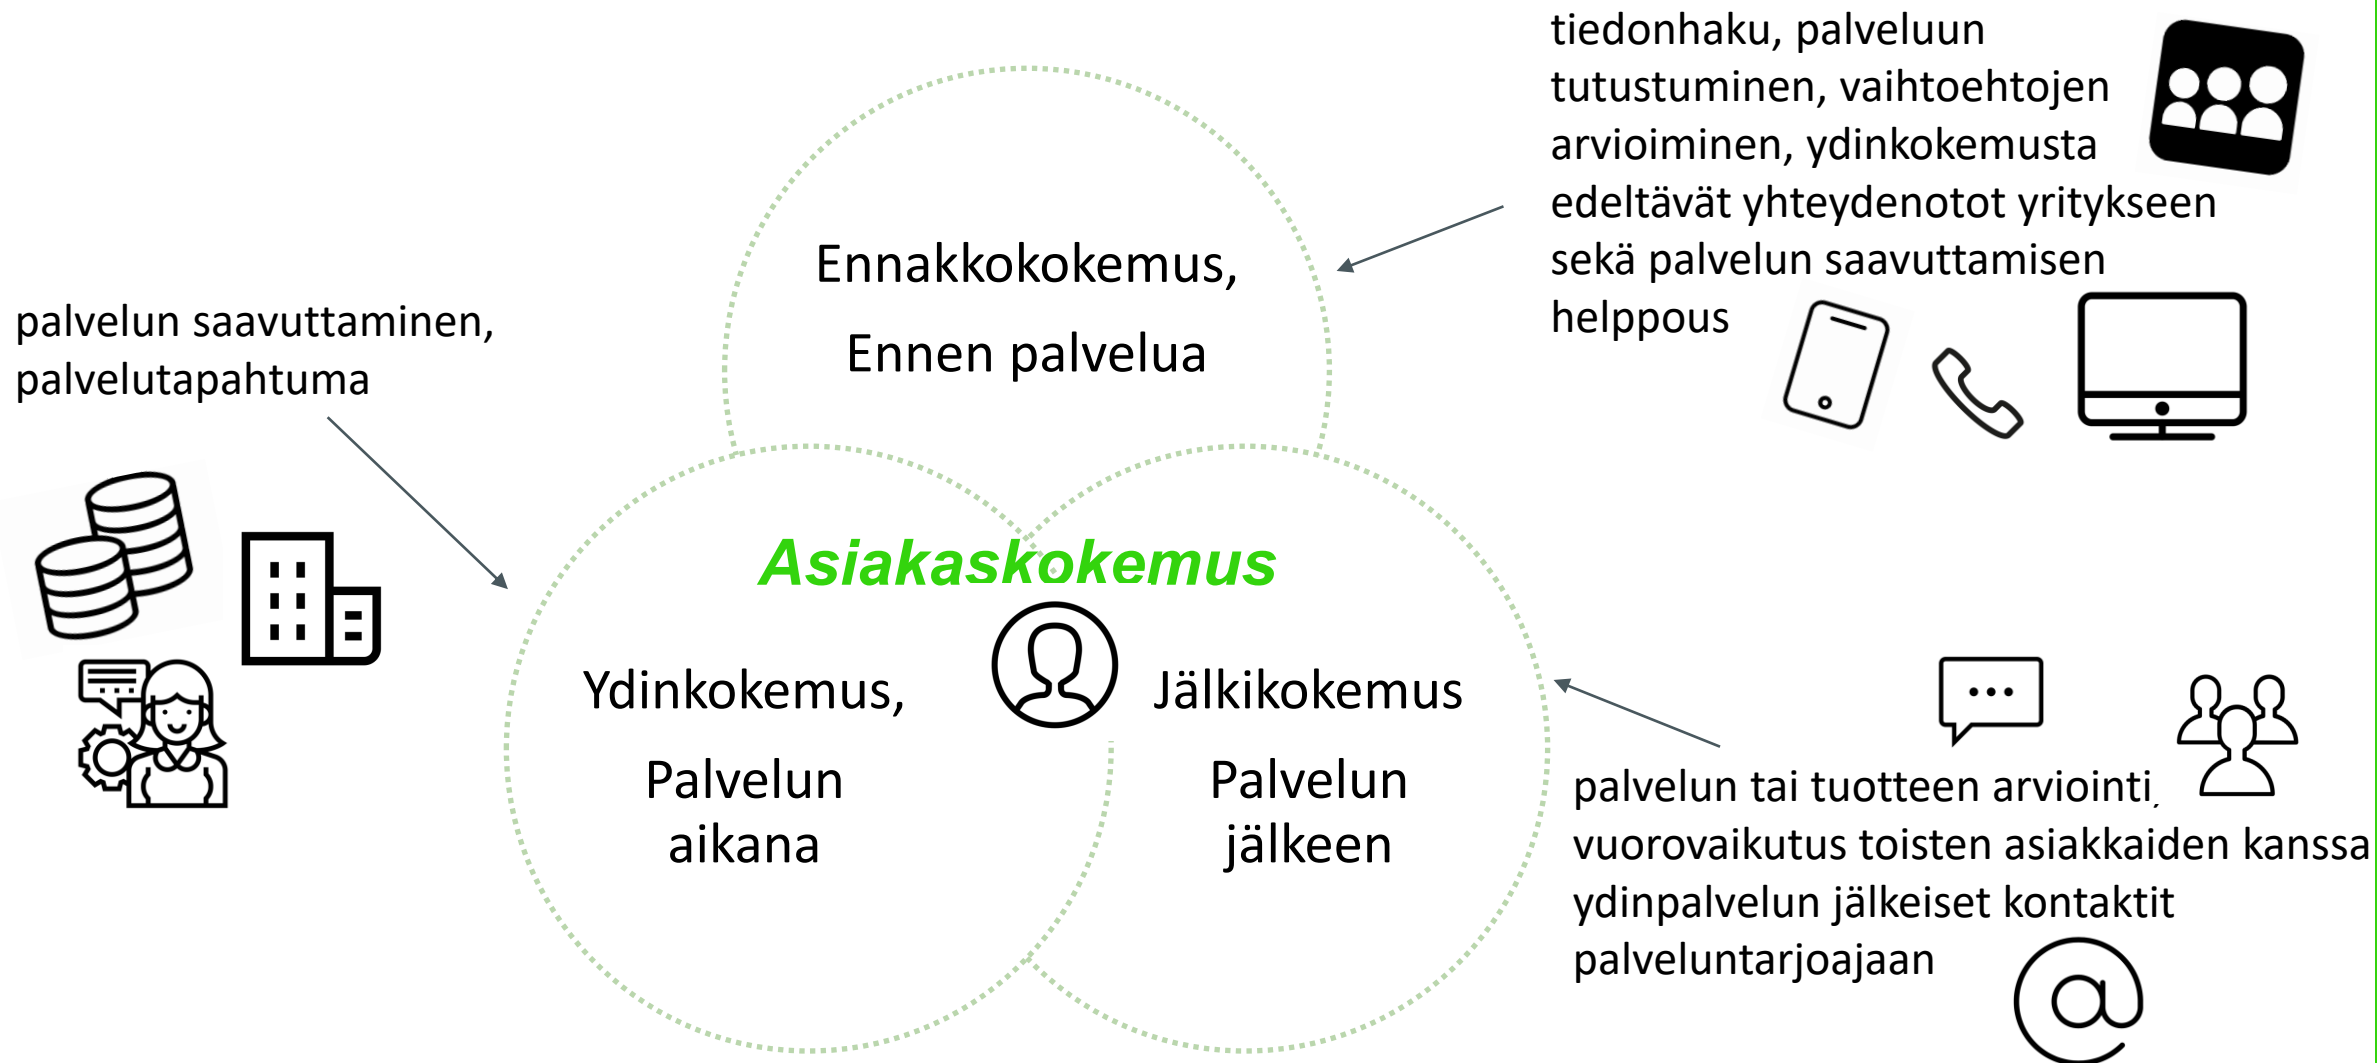 tiedonhaku, palveluun
tutustuminen, vaihtoehtojen
arvioiminen, ydinkokemusta
edeltävät yhteydenotot yritykseen
sekä palvelun saavuttamisen
helppous
Ennakkokokemus,
Ennen palvelua
palvelun saavuttaminen,
palvelutapahtuma
Asiakaskokemus
Ydinkokemus,
Palvelun
aikana
Jälkikokemus
Palvelun
jälkeen
palvelun tai tuotteen arviointi,
vuorovaikutus toisten asiakkaiden kanssa
ydinpalvelun jälkeiset kontaktit
palveluntarjoajaan
@